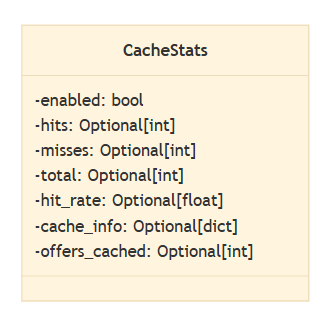 CacheStats
-enabled: bool
-hits: Optional[int]
-misses: Optional[int]
-total: Optional[int]
-hit_rate: Optional[float]
-cache_info: Optional[dict]
-offers_cached: Optional[int]